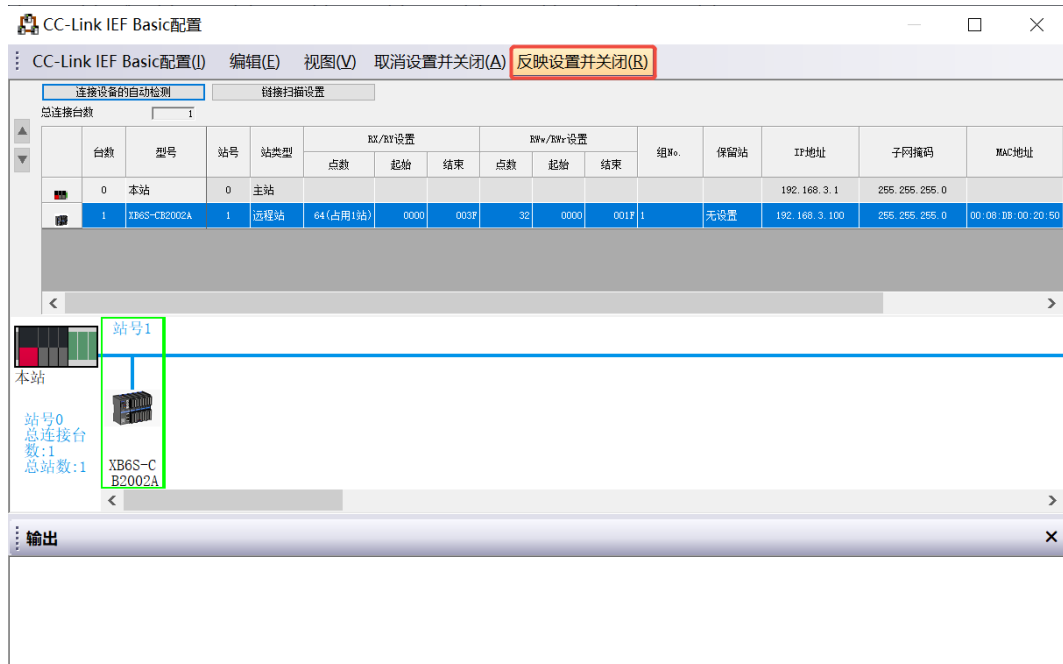 CC-Link IEF Basic配置
CC-Link IEF Basic配置(I) 编辑(E) 视图(V) 取消设置并关闭(A) 反映设置并关闭(R)
连接设备的自动检测 链接扫描设置
总连接台数 1
台数 型号 站号 站类型 RX/RY设置 RWw/RWr设置 组No. 保留站 IP地址 子网掩码 MAC地址
点数 起始 结束 点数 起始 结束
0 本站 0 主站 192.168.3.1 255.255.255.0
1 XB6S-CB2002A 1 远程站 64(占用1站) 0000 003F 32 0000 001F 1 无设置 192.168.3.100 255.255.255.0 00:08:DB:00:20:50
站号1
本站
站号0
总连接台
数:1
总站数:1
XB6S-C
B2002A
输出